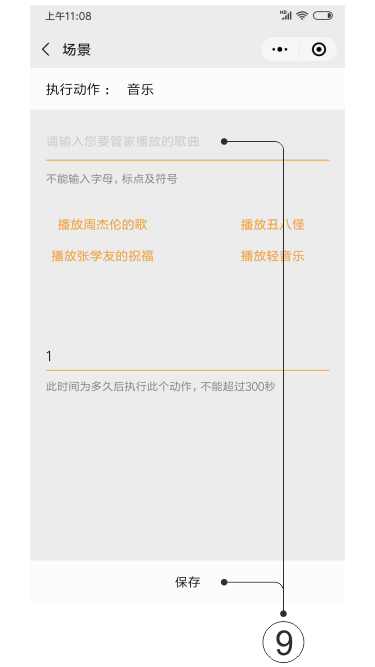 上午11:08
HD
场景
执行动作： 音乐
请输入您要管家播放的歌曲
不能输入字母, 标点及符号
播放周杰伦的歌 播放丑八怪
播放张学友的祝福 播放轻音乐
1
此时间为多久后执行此个动作, 不能超过300秒
保存
9